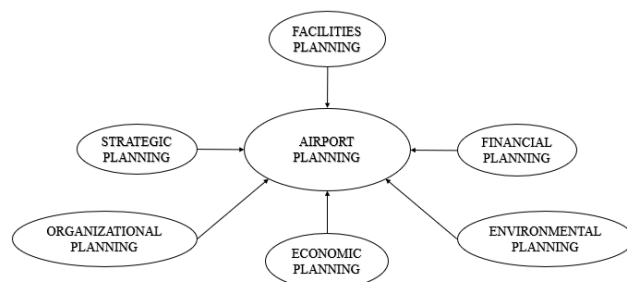 FACILITIES
PLANNING
STRATEGIC
PLANNING
AIRPORT
PLANNING
FINANCIAL
PLANNING
ORGANIZATIONAL
PLANNING
ECONOMIC
PLANNING
ENVIRONMENTAL
PLANNING